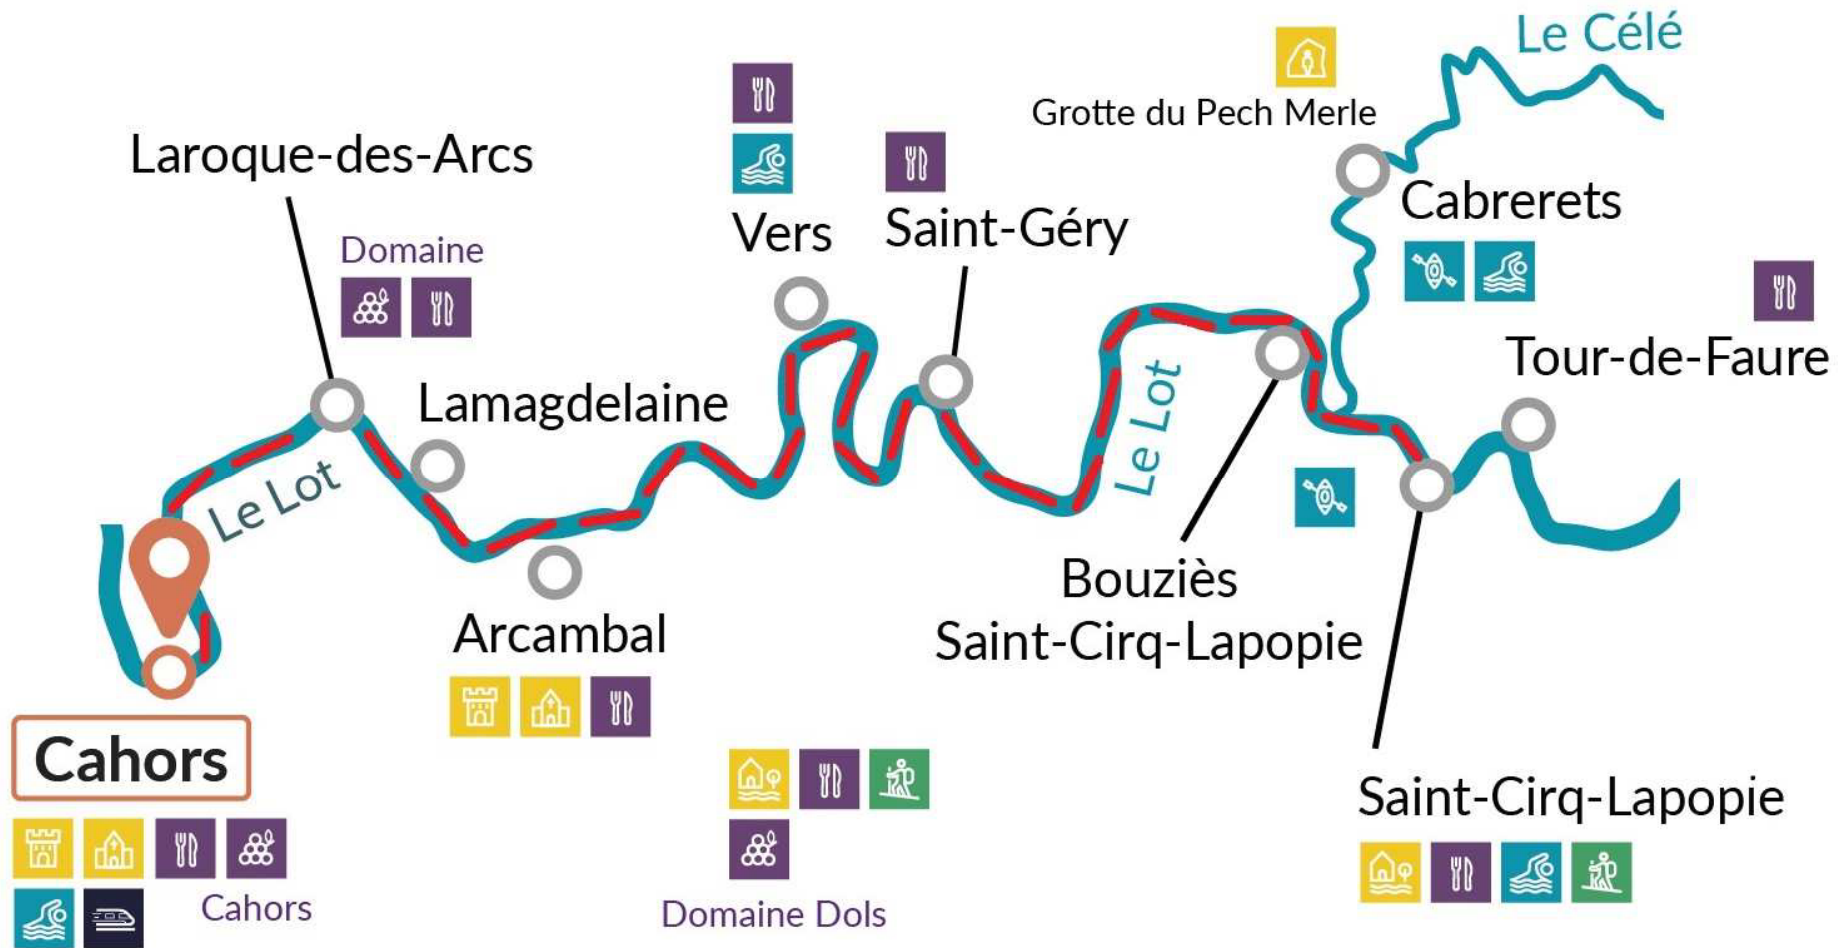 Le Célé
Grotte du Pech Merle
Laroque-des-Arcs
Cabrerets
Vers
Saint-Géry
Domaine
Tour-de-Faure
Lamagdelaine
Le Lot
Le Lot
Bouziès
Saint-Cirq-Lapopie
Arcambal
Cahors
Saint-Cirq-Lapopie
Cahors
Domaine Dols